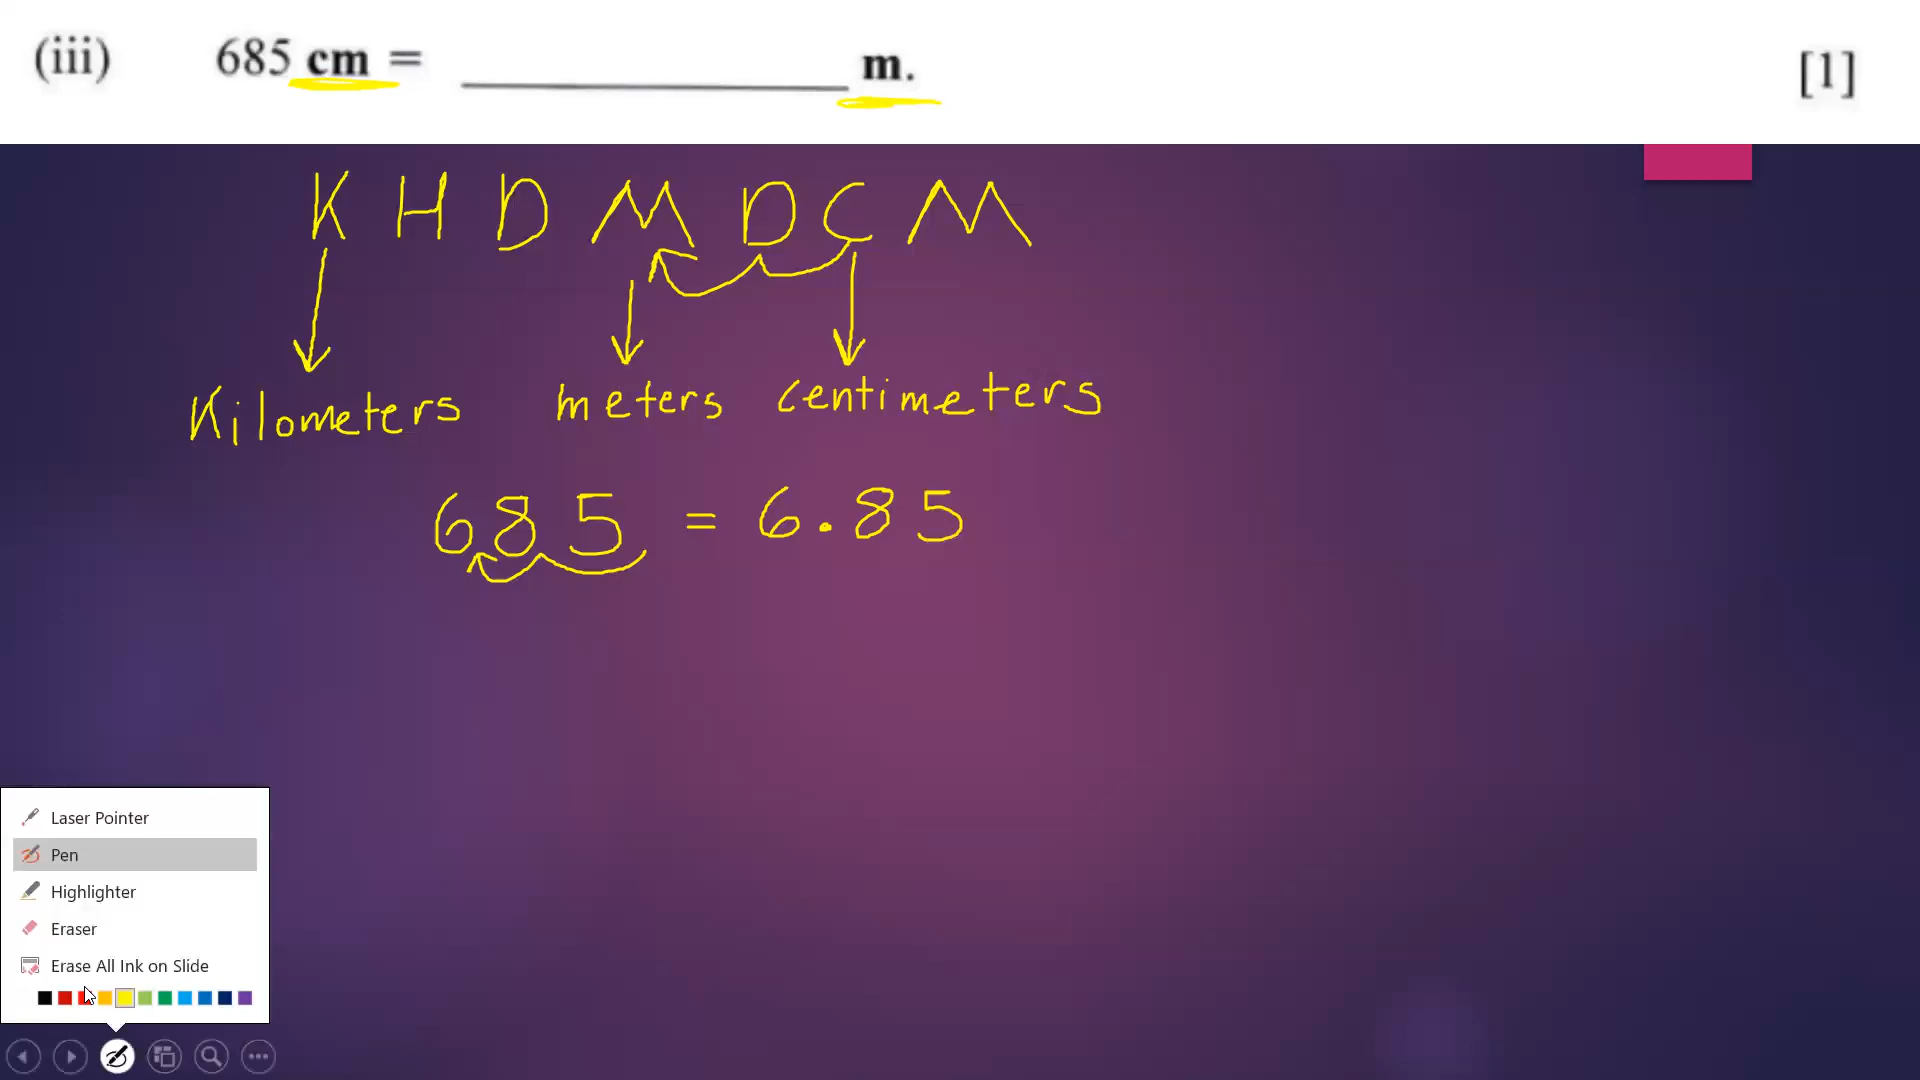 (iii) 685 cm = ____________ m. [1]
K H D M D C M
Kilometers meters centimeters
685 = 6.85
Laser Pointer
Pen
Highlighter
Eraser
Erase All Ink on Slide